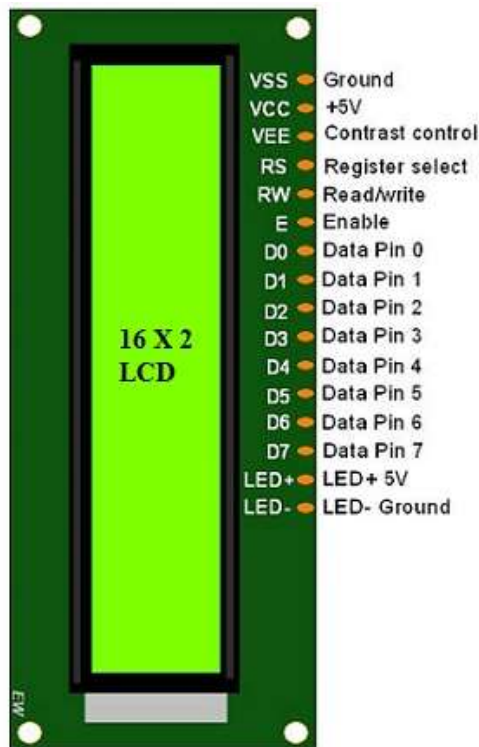 VSS Ground
VCC +5V
VEE Contrast control
RS Register select
RW Read/write
E Enable
D0 Data Pin 0
D1 Data Pin 1
D2 Data Pin 2
D3 Data Pin 3
D4 Data Pin 4
D5 Data Pin 5
D6 Data Pin 6
D7 Data Pin 7
LED+ LED+ 5V
LED- LED- Ground
16 X 2
LCD
EW